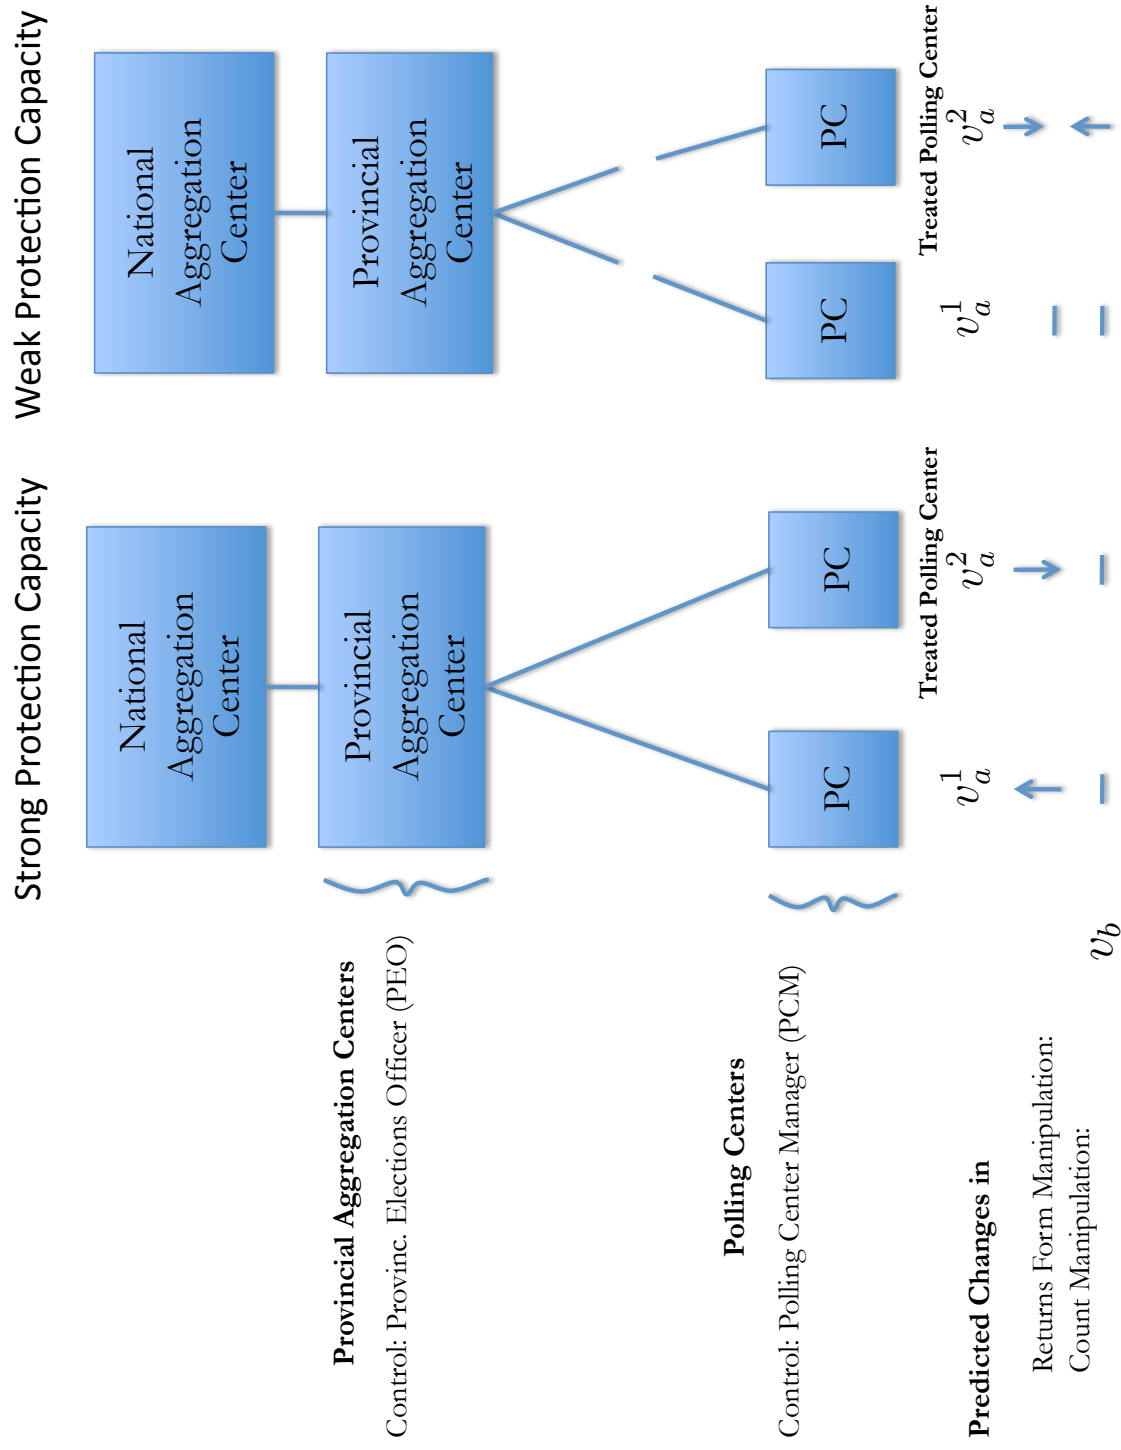 Strong Protection Capacity
Weak Protection Capacity
National
Aggregation
Center
National
Aggregation
Center
Provincial Aggregation Centers
Control: Provinc. Elections Officer (PEO)
Provincial
Aggregation
Center
Provincial
Aggregation
Center
Polling Centers
Control: Polling Center Manager (PCM)
PC
PC
PC
PC
Treated Polling Center
Treated Polling Center
Predicted Changes in
v_a^1
v_a^2
v_a^1
v_a^2
Returns Form Manipulation:
Count Manipulation:
v_b